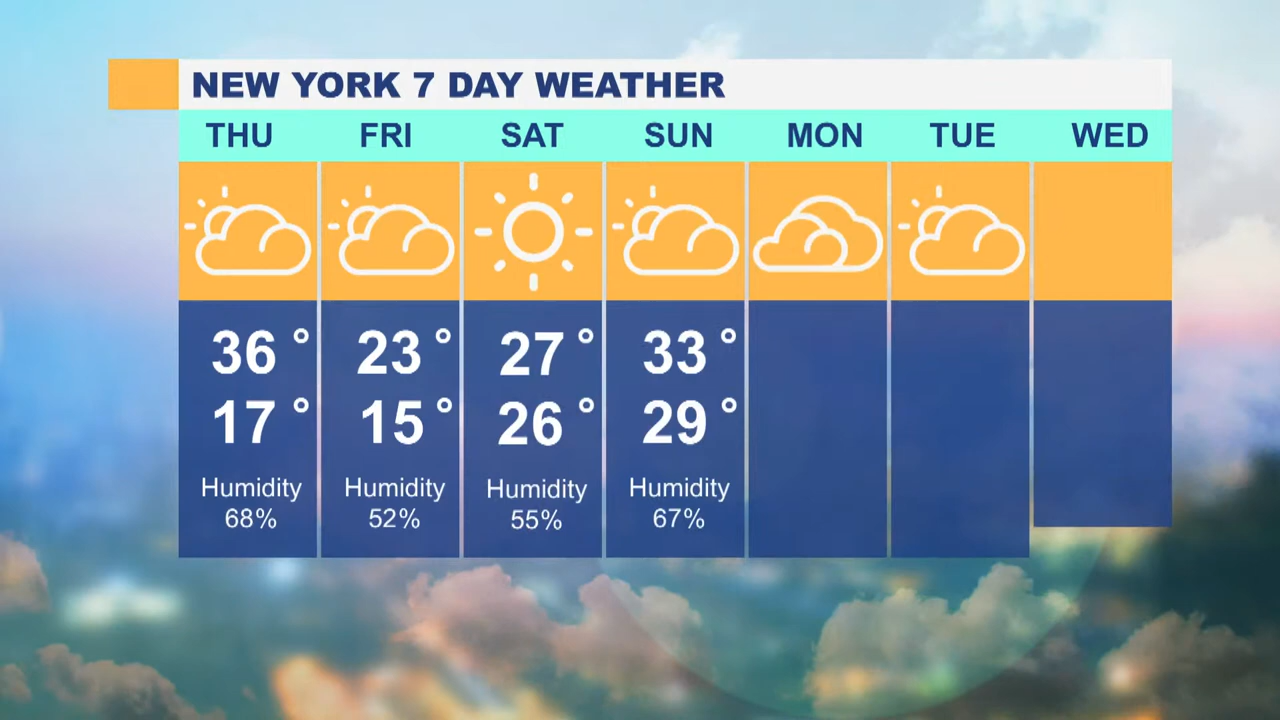 NEW YORK 7 DAY WEATHER
THU FRI SAT SUN MON TUE WED
36° 23° 27° 33°
17° 15° 26° 29°
Humidity Humidity Humidity Humidity
68% 52% 55% 67%